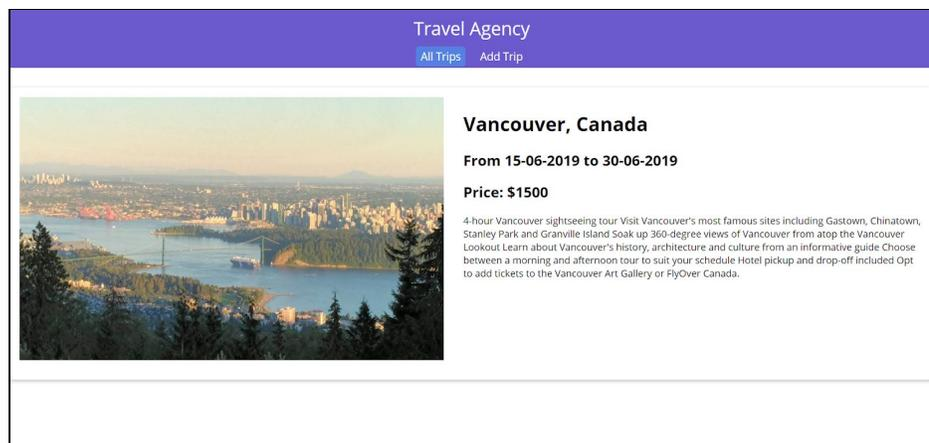 Travel Agency
All Trips Add Trip
Vancouver, Canada
From 15-06-2019 to 30-06-2019
Price: $1500
4-hour Vancouver sightseeing tour Visit Vancouver's most famous sites including Gastown, Chinatown,
Stanley Park and Granville Island Soak up 360-degree views of Vancouver from atop the Vancouver
Lookout Learn about Vancouver's history, architecture and culture from an informative guide Choose
between a morning and afternoon tour to suit your schedule Hotel pickup and drop-off included Opt
to add tickets to the Vancouver Art Gallery or FlyOver Canada.